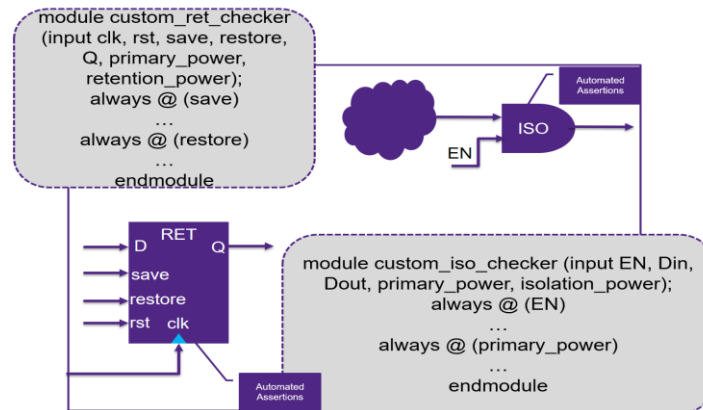 module custom_ret_checker
(input clk, rst, save, restore,
Q, primary_power,
retention_power);
always @ (save)
...
always @ (restore)
...
endmodule
Automated
Assertions
ISO
EN
RET
D
Q
save
restore
rst
clk
Automated
Assertions
module custom_iso_checker (input EN, Din,
Dout, primary_power, isolation_power);
always @ (EN)
...
always @ (primary_power)
...
endmodule